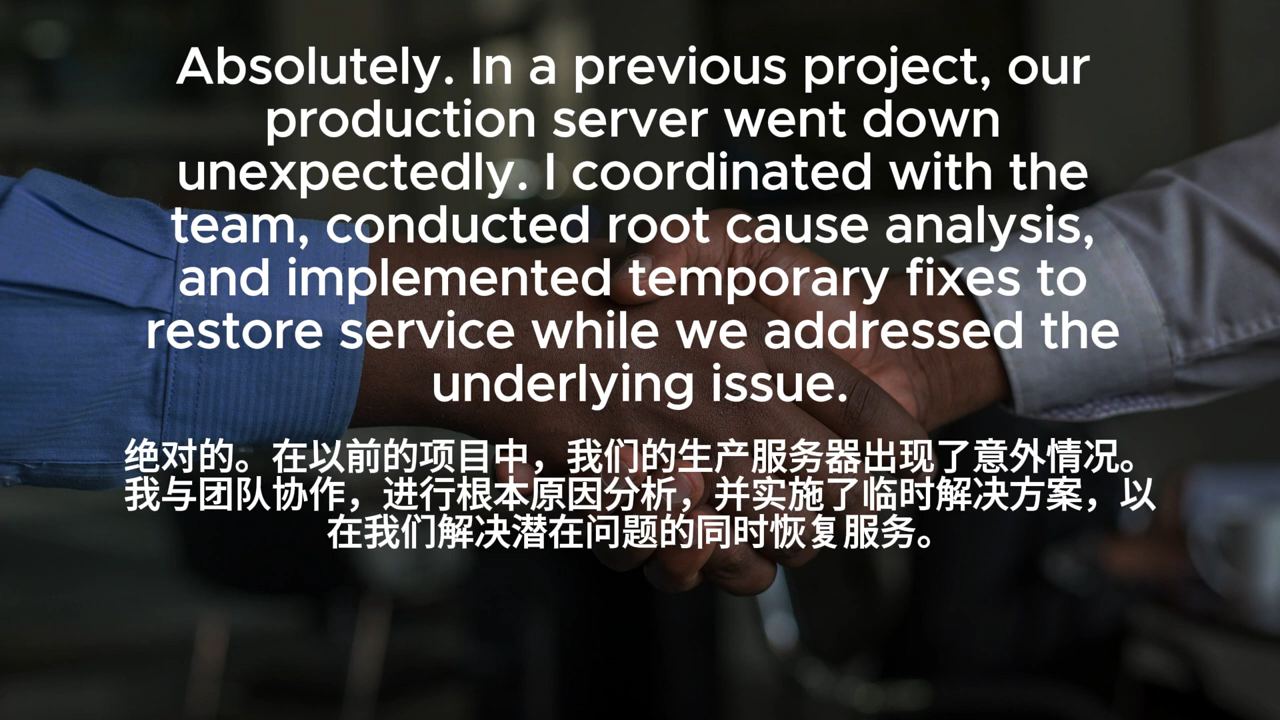 Absolutely. In a previous project, our
production server went down
unexpectedly. I coordinated with the
team, conducted root cause analysis,
and implemented temporary fixes to
restore service while we addressed the
underlying issue.
绝对的。在以前的项目中，我们的生产服务器出现了意外情况。
我与团队协作，进行根本原因分析，并实施了临时解决方案，以
在我们解决潜在问题的同时恢复服务。